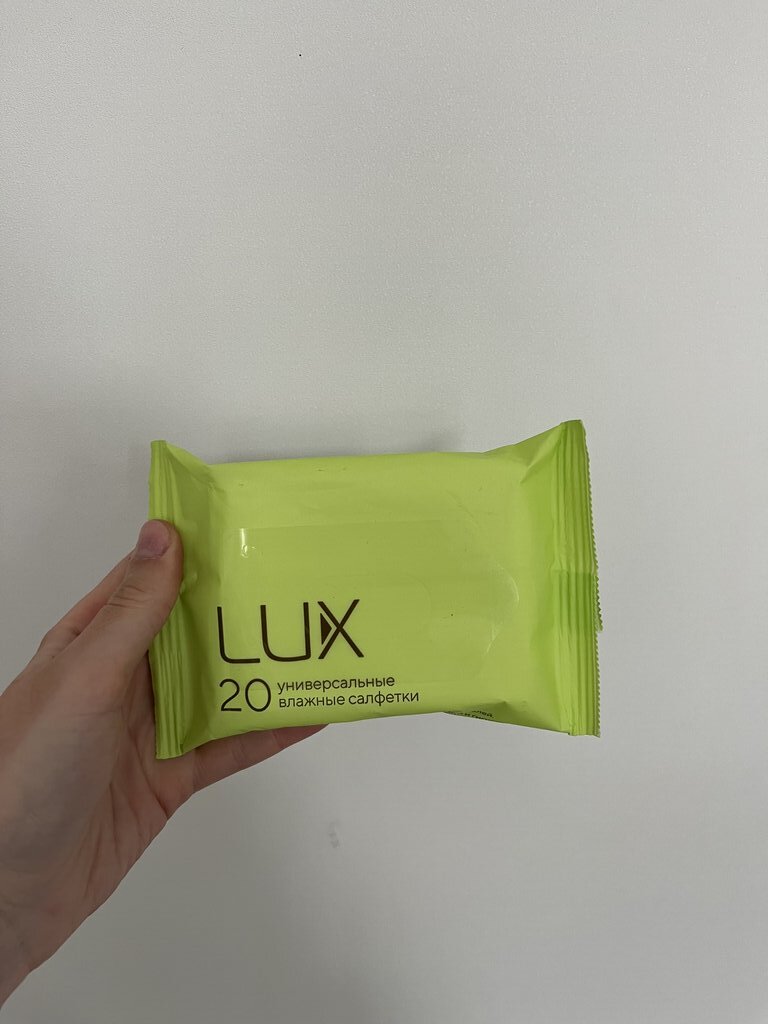 LUX
20 универсальные
влажные салфетки